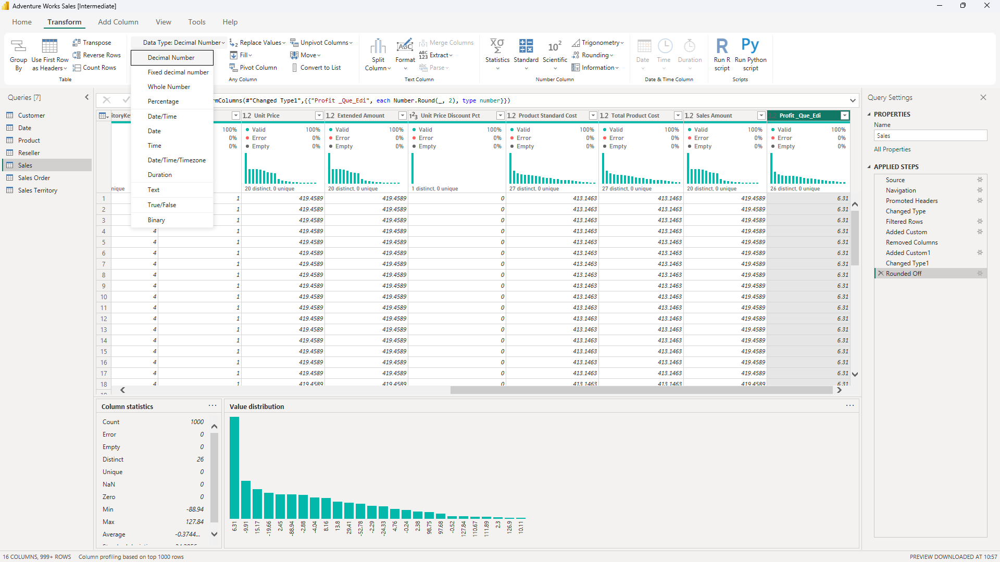 Adventure Works Sales [Intermediate]
Home Transform Add Column View Tools Help
Group By
Use First Row as Headers
Transpose
Reverse Rows
Count Rows
Table
Data Type: Decimal Number
Replace Values
Fill
Pivot Column
Unpivot Columns
Move
Convert to List
Any Column
Split Column
Format
Merge Columns
Extract
Parse
Text Column
Statistics
Standard
Scientific
Trigonometry
Rounding
Information
Number Column
Date
Time
Duration
Date & Time Column
Run R script
Run Python script
Scripts
Decimal Number
Fixed decimal number
Whole Number
Percentage
Date/Time
Date
Time
Date/Time/Timezone
Duration
Text
True/False
Binary
Queries [7]
Customer
Date
Product
Reseller
Sales
Sales Order
Sales Territory
rmColumns(#"Changed Type1",{{"Profit _Que_Edi", each Number.Round(_, 2), type number}})
itoryKe 1.2 Unit Price 1.2 Extended Amount 1²3 Unit Price Discount Pct 1.2 Product Standard Cost 1.2 Total Product Cost 1.2 Sales Amount Profit _Que_Edi
100% Valid 100% Valid 100% Valid 100% Valid 100% Valid 100% Valid 100% Valid 100%
0% Error 0% Error 0% Error 0% Error 0% Error 0% Error 0% Error 0%
0% Empty 0% Empty 0% Empty 0% Empty 0% Empty 0% Empty 0% Empty 0%
nique 20 distinct, 0 unique 20 distinct, 0 unique 1 distinct, 0 unique 27 distinct, 0 unique 27 distinct, 0 unique 20 distinct, 0 unique 26 distinct, 0 unique
1 1 419.4589 419.4589 0 413.1463 413.1463 419.4589 6.31
2 1 419.4589 419.4589 0 413.1463 413.1463 419.4589 6.31
3 1 419.4589 419.4589 0 413.1463 413.1463 419.4589 6.31
4 4 1 419.4589 419.4589 0 413.1463 413.1463 419.4589 6.31
5 4 1 419.4589 419.4589 0 413.1463 413.1463 419.4589 6.31
6 4 1 419.4589 419.4589 0 413.1463 413.1463 419.4589 6.31
7 4 1 419.4589 419.4589 0 413.1463 413.1463 419.4589 6.31
8 4 1 419.4589 419.4589 0 413.1463 413.1463 419.4589 6.31
9 4 1 419.4589 419.4589 0 413.1463 413.1463 419.4589 6.31
10 4 1 419.4589 419.4589 0 413.1463 413.1463 419.4589 6.31
11 4 1 419.4589 419.4589 0 413.1463 413.1463 419.4589 6.31
12 4 1 419.4589 419.4589 0 413.1463 413.1463 419.4589 6.31
13 4 1 419.4589 419.4589 0 413.1463 413.1463 419.4589 6.31
14 4 1 419.4589 419.4589 0 413.1463 413.1463 419.4589 6.31
15 4 1 419.4589 419.4589 0 413.1463 413.1463 419.4589 6.31
16 4 1 419.4589 419.4589 0 413.1463 413.1463 419.4589 6.31
17 4 1 419.4589 419.4589 0 413.1463 413.1463 419.4589 6.31
18 4 1 419.4589 419.4589 0 413.1463 413.1463 419.4589 6.31
Column statistics
Count 1000
Error 0
Empty 0
Distinct 26
Unique 0
NaN 0
Zero 0
Min -88.94
Max 127.84
Average -0.3744...
Value distribution
6.31 -9.91 15.17 -19.66 2.45 -88.94 -2.88 -4.04 8.16 13.8 29.41 -52.78 -2.29 -24.33 4.76 -0.24 2.38 98.75 97.68 -0.52 127.84 110.67 111.89 2.3 126.9 10.11
Query Settings
PROPERTIES
Name
Sales
All Properties
APPLIED STEPS
Source
Navigation
Promoted Headers
Changed Type
Filtered Rows
Added Custom
Removed Columns
Added Custom1
Changed Type1
Rounded Off
16 COLUMNS, 999+ ROWS Column profiling based on top 1000 rows
PREVIEW DOWNLOADED AT 10:57